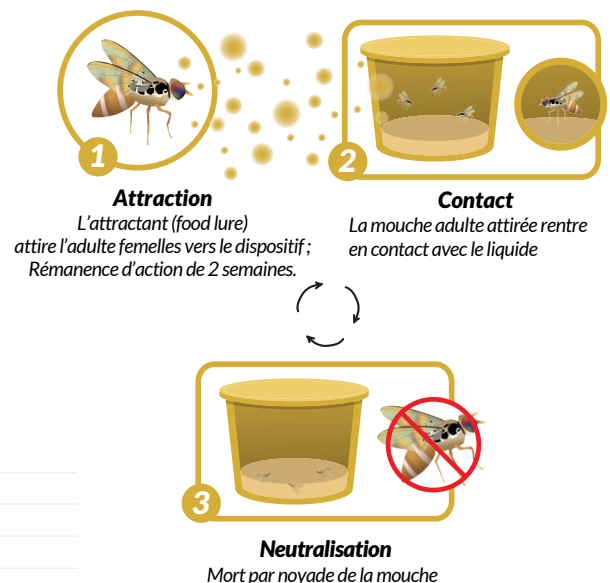 1
Attraction
L'attractant (food lure)
attire l'adulte femelles vers le dispositif ;
Rémanence d'action de 2 semaines.
2
Contact
La mouche adulte attirée rentre
en contact avec le liquide
3
Neutralisation
Mort par noyade de la mouche